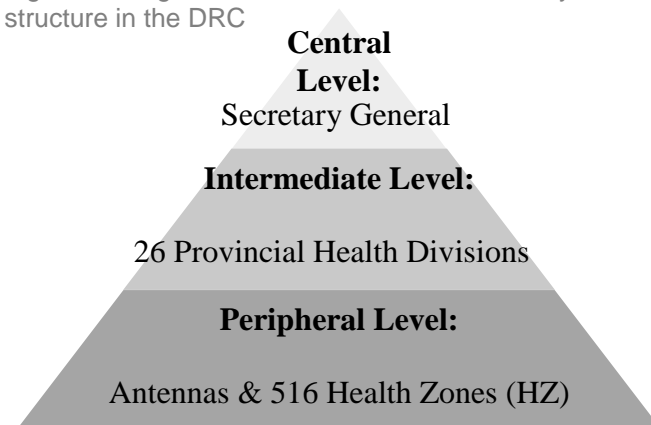 structure in the DRC
Central
Level:
Secretary General
Intermediate Level:
26 Provincial Health Divisions
Peripheral Level:
Antennas & 516 Health Zones (HZ)